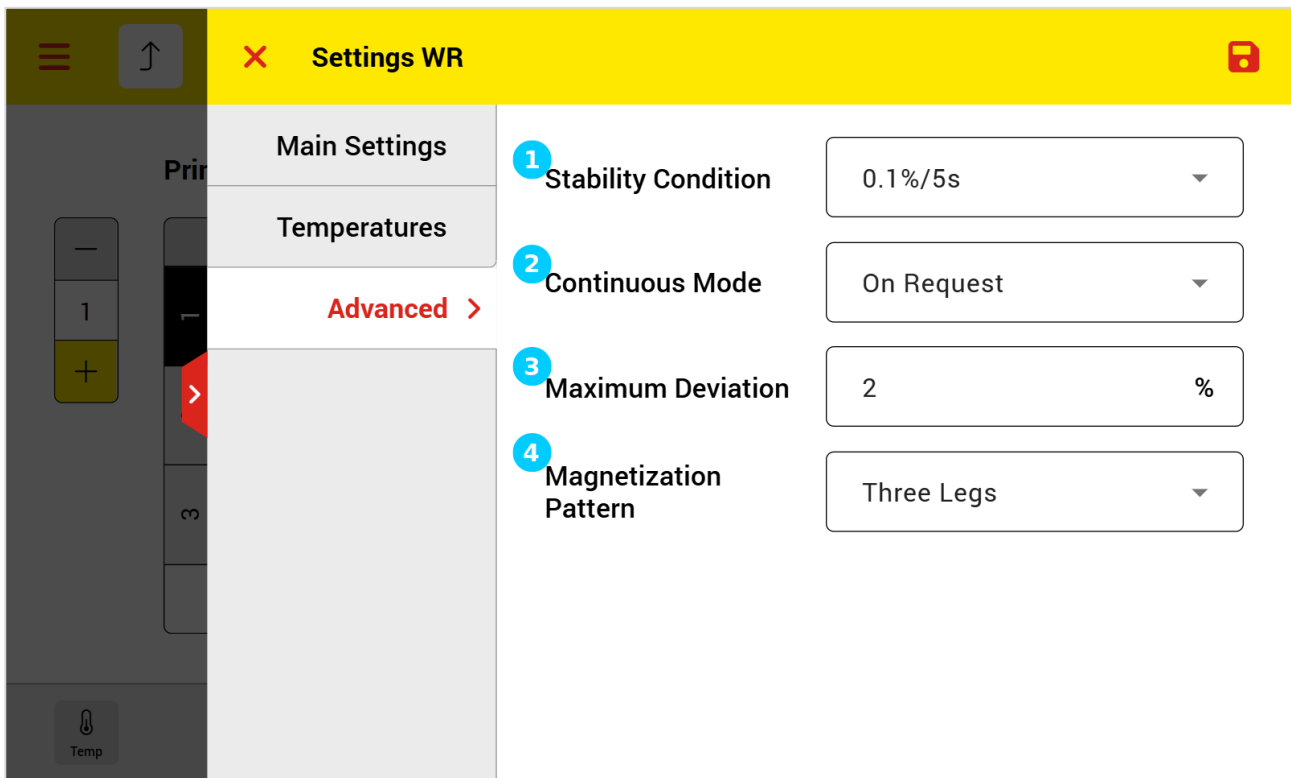 Settings WR
Main Settings
Temperatures
Advanced
1
Stability Condition
0.1%/5s
2
Continuous Mode
On Request
3
Maximum Deviation
2 %
4
Magnetization
Pattern
Three Legs
1
1
3
Temp